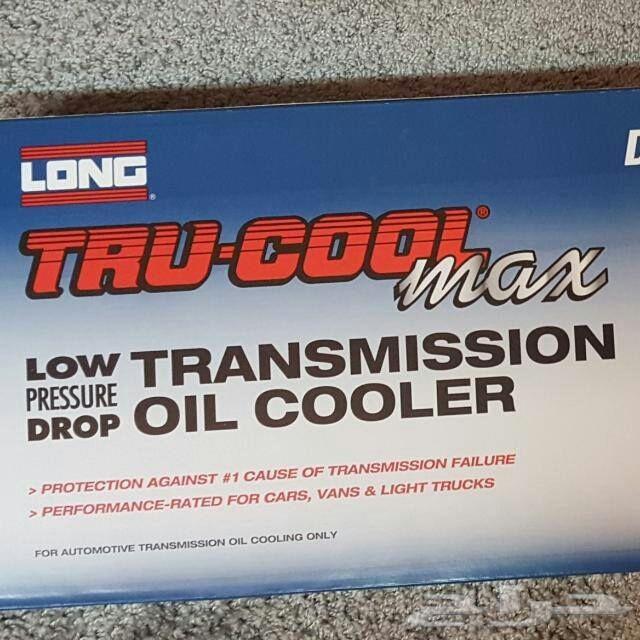 LONG®
D
TRU-COOL® max
LOW PRESSURE DROP
TRANSMISSION OIL COOLER
> PROTECTION AGAINST #1 CAUSE OF TRANSMISSION FAILURE
> PERFORMANCE-RATED FOR CARS, VANS & LIGHT TRUCKS
FOR AUTOMOTIVE TRANSMISSION OIL COOLING ONLY
حراج